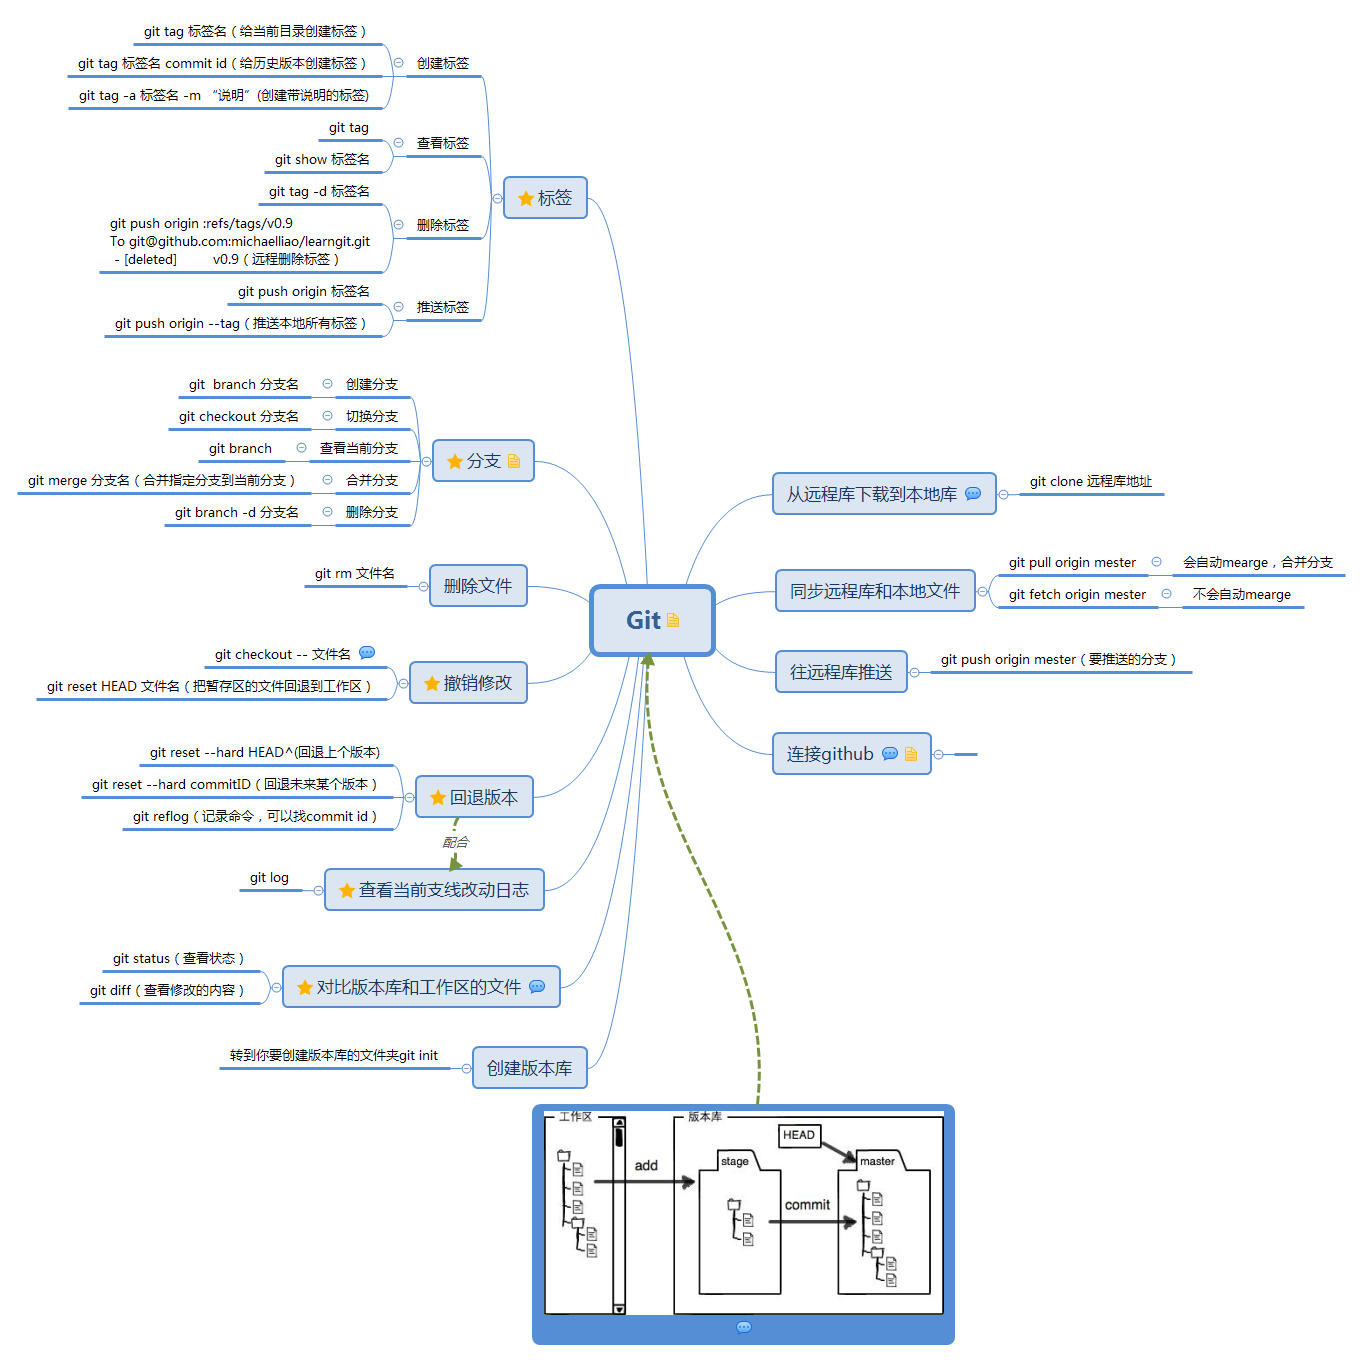 git tag 标签名（给当前目录创建标签）
git tag 标签名 commit id（给历史版本创建标签）
git tag -a 标签名 -m “说明”(创建带说明的标签)
创建标签
git tag
git show 标签名
查看标签
git tag -d 标签名
git push origin :refs/tags/v0.9
To git@github.com:michaelliao/learngit.git
- [deleted] v0.9（远程删除标签）
删除标签
git push origin 标签名
git push origin --tag（推送本地所有标签）
推送标签
标签
git branch 分支名
创建分支
git checkout 分支名
切换分支
git branch
查看当前分支
git merge 分支名（合并指定分支到当前分支）
合并分支
git branch -d 分支名
删除分支
分支
git rm 文件名
删除文件
git checkout -- 文件名
git reset HEAD 文件名（把暂存区的文件回退到工作区）
撤销修改
git reset --hard HEAD^(回退上个版本)
git reset --hard commitID（回退未来某个版本）
git reflog（记录命令，可以找commit id）
回退版本
配合
git log
查看当前支线改动日志
git status（查看状态）
git diff（查看修改的内容）
对比版本库和工作区的文件
转到你要创建版本库的文件夹git init
创建版本库
Git
从远程库下载到本地库
git clone 远程库地址
同步远程库和本地文件
git pull origin mester
会自动mearge，合并分支
git fetch origin mester
不会自动mearge
往远程库推送
git push origin mester（要推送的分支）
连接github
工作区
版本库
HEAD
add
stage
master
commit